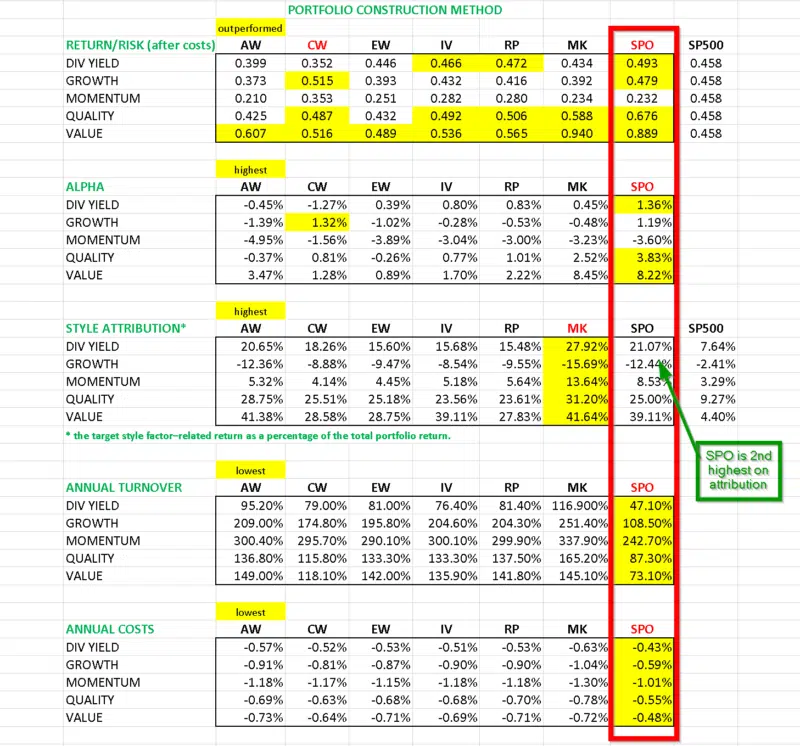 PORTFOLIO CONSTRUCTION METHOD
outperformed
RETURN/RISK (after costs) AW CW EW IV RP MK SPO SP500
DIV YIELD 0.399 0.352 0.446 0.466 0.472 0.434 0.493 0.458
GROWTH 0.373 0.515 0.393 0.432 0.416 0.392 0.479 0.458
MOMENTUM 0.210 0.353 0.251 0.282 0.280 0.234 0.232 0.458
QUALITY 0.425 0.487 0.432 0.492 0.506 0.588 0.676 0.458
VALUE 0.607 0.516 0.489 0.536 0.565 0.940 0.889 0.458
highest
ALPHA AW CW EW IV RP MK SPO
DIV YIELD -0.45% -1.27% 0.39% 0.80% 0.83% 0.45% 1.36%
GROWTH -1.39% 1.32% -1.02% -0.28% -0.53% -0.48% 1.19%
MOMENTUM -4.95% -1.56% -3.89% -3.04% -3.00% -3.23% -3.60%
QUALITY -0.37% 0.81% -0.26% 0.77% 1.01% 2.52% 3.83%
VALUE 3.47% 1.28% 0.89% 1.70% 2.22% 8.45% 8.22%
highest
STYLE ATTRIBUTION* AW CW EW IV RP MK SPO SP500
DIV YIELD 20.65% 18.26% 15.60% 15.68% 15.48% 27.92% 21.07% 7.64%
GROWTH -12.36% -8.88% -9.47% -8.54% -9.55% -15.69% -12.44% -2.41%
MOMENTUM 5.32% 4.14% 4.45% 5.18% 5.64% 13.64% 8.53% 3.29%
QUALITY 28.75% 25.51% 25.18% 23.56% 23.61% 31.20% 25.00% 9.27%
VALUE 41.38% 28.58% 28.75% 39.11% 27.83% 41.64% 39.11% 4.40%
* the target style factor–related return as a percentage of the total portfolio return.
SPO is 2nd
highest on
attribution
lowest
ANNUAL TURNOVER AW CW EW IV RP MK SPO
DIV YIELD 95.20% 79.00% 81.00% 76.40% 81.40% 116.900% 47.10%
GROWTH 209.00% 174.80% 195.80% 204.60% 204.30% 251.40% 108.50%
MOMENTUM 300.40% 295.70% 290.10% 300.10% 299.90% 337.90% 242.70%
QUALITY 136.80% 115.80% 133.30% 133.30% 137.50% 165.20% 87.30%
VALUE 149.00% 118.10% 142.00% 135.90% 141.80% 145.10% 73.10%
lowest
ANNUAL COSTS AW CW EW IV RP MK SPO
DIV YIELD -0.57% -0.52% -0.53% -0.51% -0.53% -0.63% -0.43%
GROWTH -0.91% -0.81% -0.87% -0.90% -0.90% -1.04% -0.59%
MOMENTUM -1.18% -1.17% -1.15% -1.18% -1.18% -1.30% -1.01%
QUALITY -0.69% -0.63% -0.68% -0.68% -0.70% -0.78% -0.55%
VALUE -0.73% -0.64% -0.71% -0.69% -0.71% -0.72% -0.48%